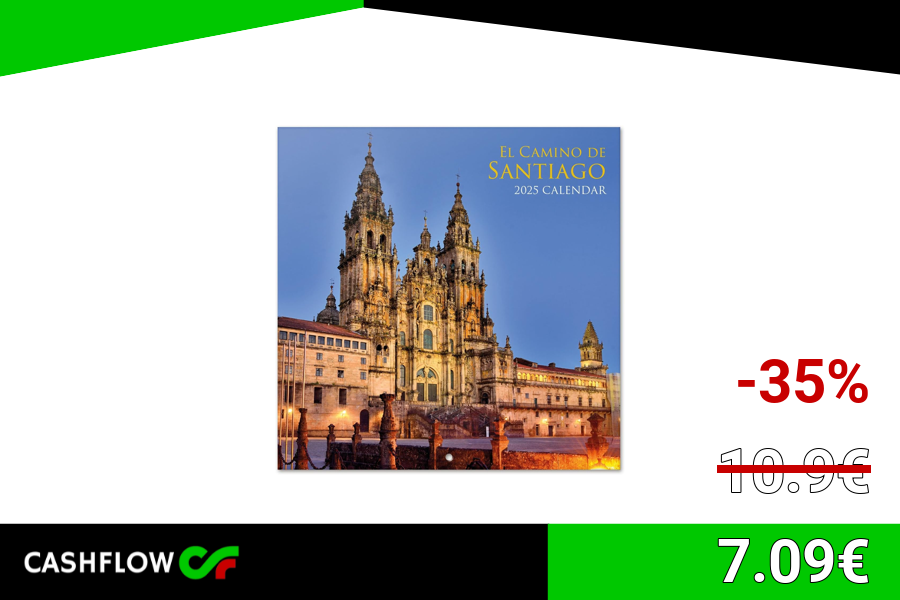 El Camino de
Santiago
2025 CALENDAR
-35%
10.9€
CASHFLOW
7.09€